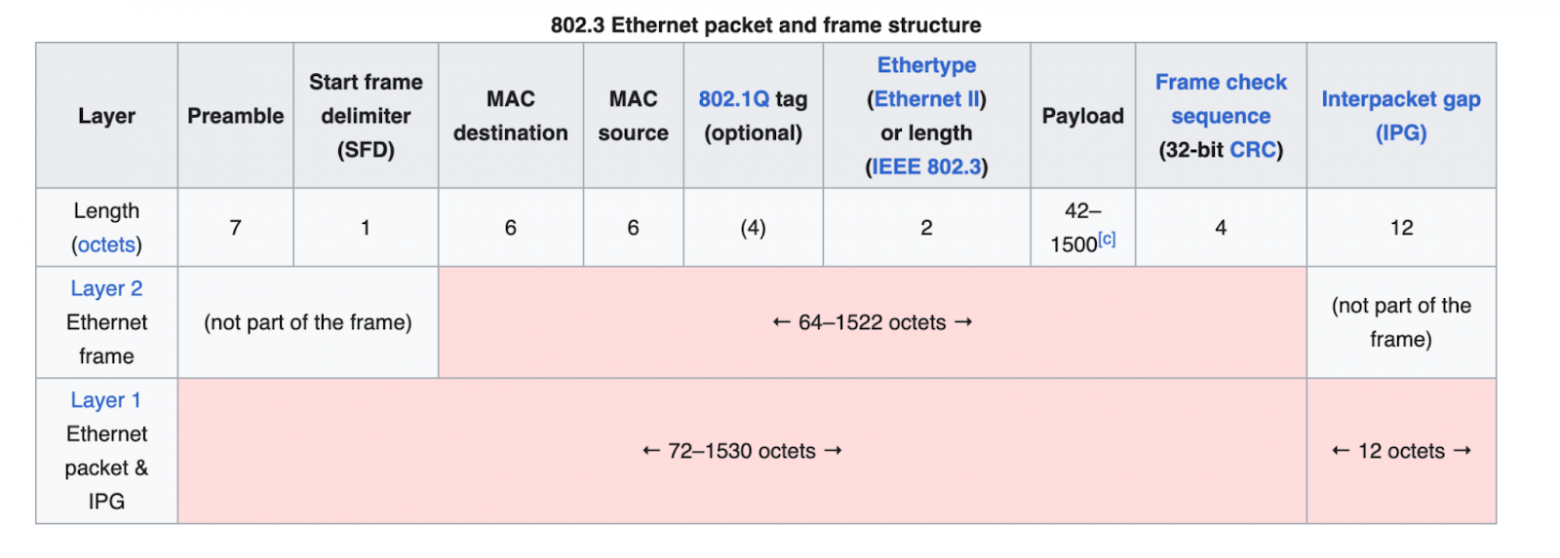 802.3 Ethernet packet and frame structure
Layer
Preamble
Start frame
delimiter
(SFD)
MAC
destination
MAC
source
802.1Q tag
(optional)
Ethertype
(Ethernet II)
or length
(IEEE 802.3)
Payload
Frame check
sequence
(32-bit CRC)
Interpacket gap
(IPG)
Length
(octets)
7
1
6
6
(4)
2
42–
1500[c]
4
12
Layer 2
Ethernet
frame
(not part of the frame)
← 64–1522 octets →
(not part of the
frame)
Layer 1
Ethernet
packet &
IPG
← 72–1530 octets →
← 12 octets →